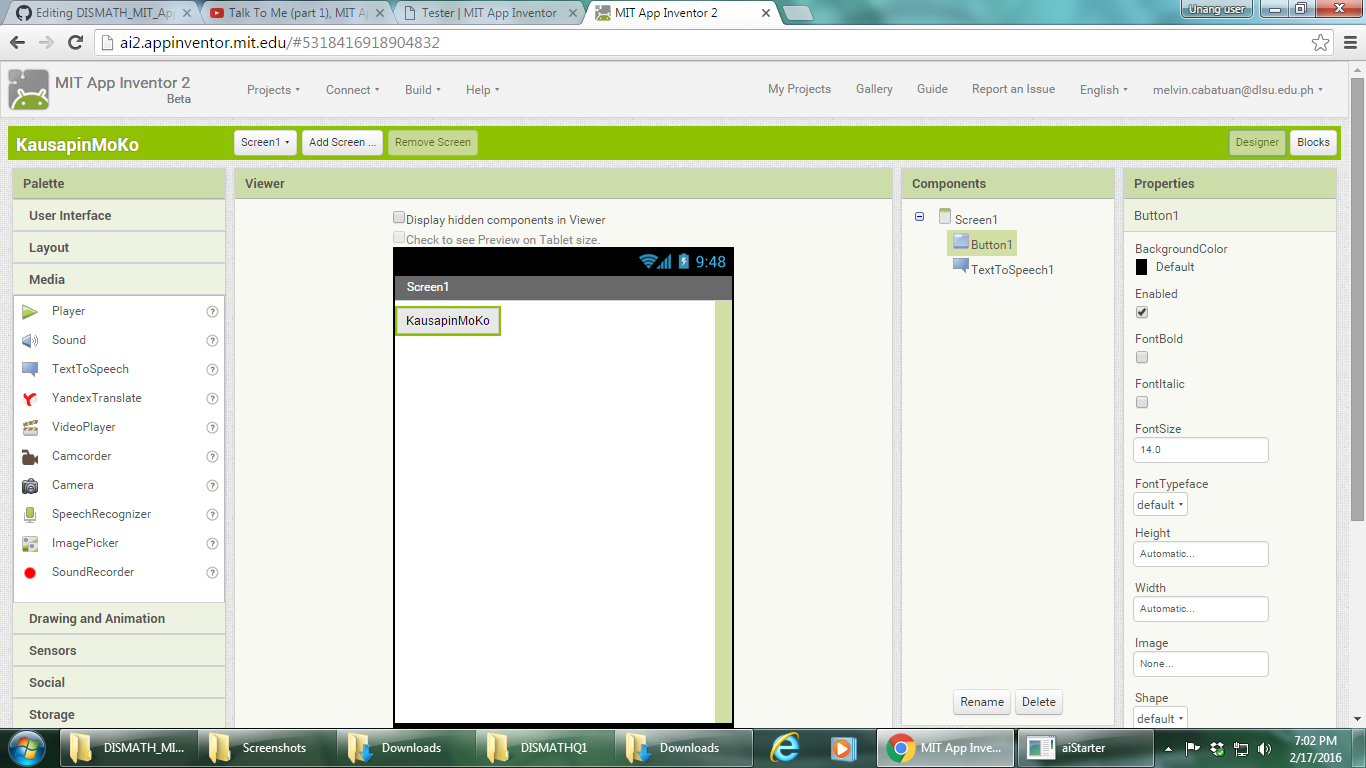 Editing DISMATH_MIT_App
Talk To Me (part 1), MIT Ap
Tester | MIT App Inventor
MIT App Inventor 2
Unang user
ai2.appinventor.mit.edu/#5318416918904832
MIT App Inventor 2
Beta
Projects
Connect
Build
Help
My Projects
Gallery
Guide
Report an Issue
English
melvin.cabatuan@dlsu.edu.ph
KausapinMoKo
Screen1
Add Screen ...
Remove Screen
Designer
Blocks
Palette
User Interface
Layout
Media
Player
Sound
TextToSpeech
YandexTranslate
VideoPlayer
Camcorder
Camera
SpeechRecognizer
ImagePicker
SoundRecorder
Drawing and Animation
Sensors
Social
Storage
Viewer
Display hidden components in Viewer
Check to see Preview on Tablet size.
9:48
Screen1
KausapinMoKo
Components
Screen1
Button1
TextToSpeech1
Rename
Delete
Properties
Button1
BackgroundColor
Default
Enabled
FontBold
FontItalic
FontSize
14.0
FontTypeface
default
Height
Automatic...
Width
Automatic...
Image
None...
Shape
default
DISMATH_MI...
Screenshots
Downloads
DISMATHQ1
Downloads
MIT App Inve...
aiStarter
7:02 PM
2/17/2016